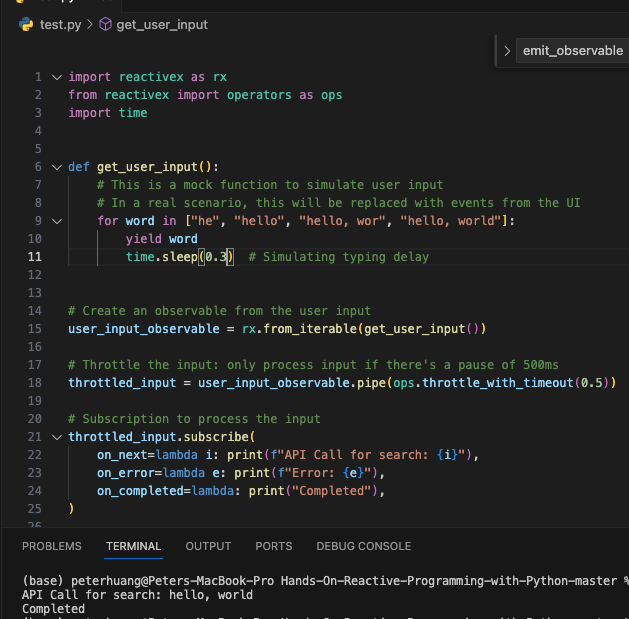 test.py > get_user_input
> emit_observable
1 import reactivex as rx
2 from reactivex import operators as ops
3 import time
4
5
6 def get_user_input():
7 # This is a mock function to simulate user input
8 # In a real scenario, this will be replaced with events from the UI
9 for word in ["he", "hello", "hello, wor", "hello, world"]:
10 yield word
11 time.sleep(0.3) # Simulating typing delay
12
13
14 # Create an observable from the user input
15 user_input_observable = rx.from_iterable(get_user_input())
16
17 # Throttle the input: only process input if there's a pause of 500ms
18 throttled_input = user_input_observable.pipe(ops.throttle_with_timeout(0.5))
19
20 # Subscription to process the input
21 throttled_input.subscribe(
22 on_next=lambda i: print(f"API Call for search: {i}"),
23 on_error=lambda e: print(f"Error: {e}"),
24 on_completed=lambda: print("Completed"),
25 )
26
PROBLEMS TERMINAL OUTPUT PORTS DEBUG CONSOLE
(base) peterhuang@Peters-MacBook-Pro Hands-On-Reactive-Programming-with-Python-master %
API Call for search: hello, world
Completed